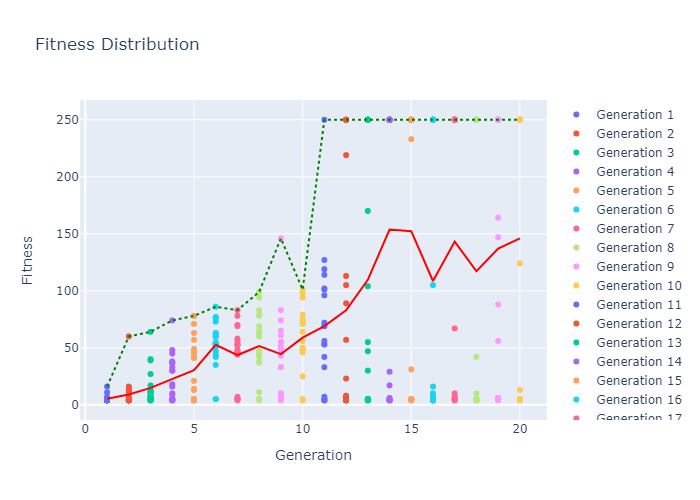 Fitness Distribution
Fitness
250
200
150
100
50
0
0
5
10
15
20
Generation
Generation 1
Generation 2
Generation 3
Generation 4
Generation 5
Generation 6
Generation 7
Generation 8
Generation 9
Generation 10
Generation 11
Generation 12
Generation 13
Generation 14
Generation 15
Generation 16
Generation 17